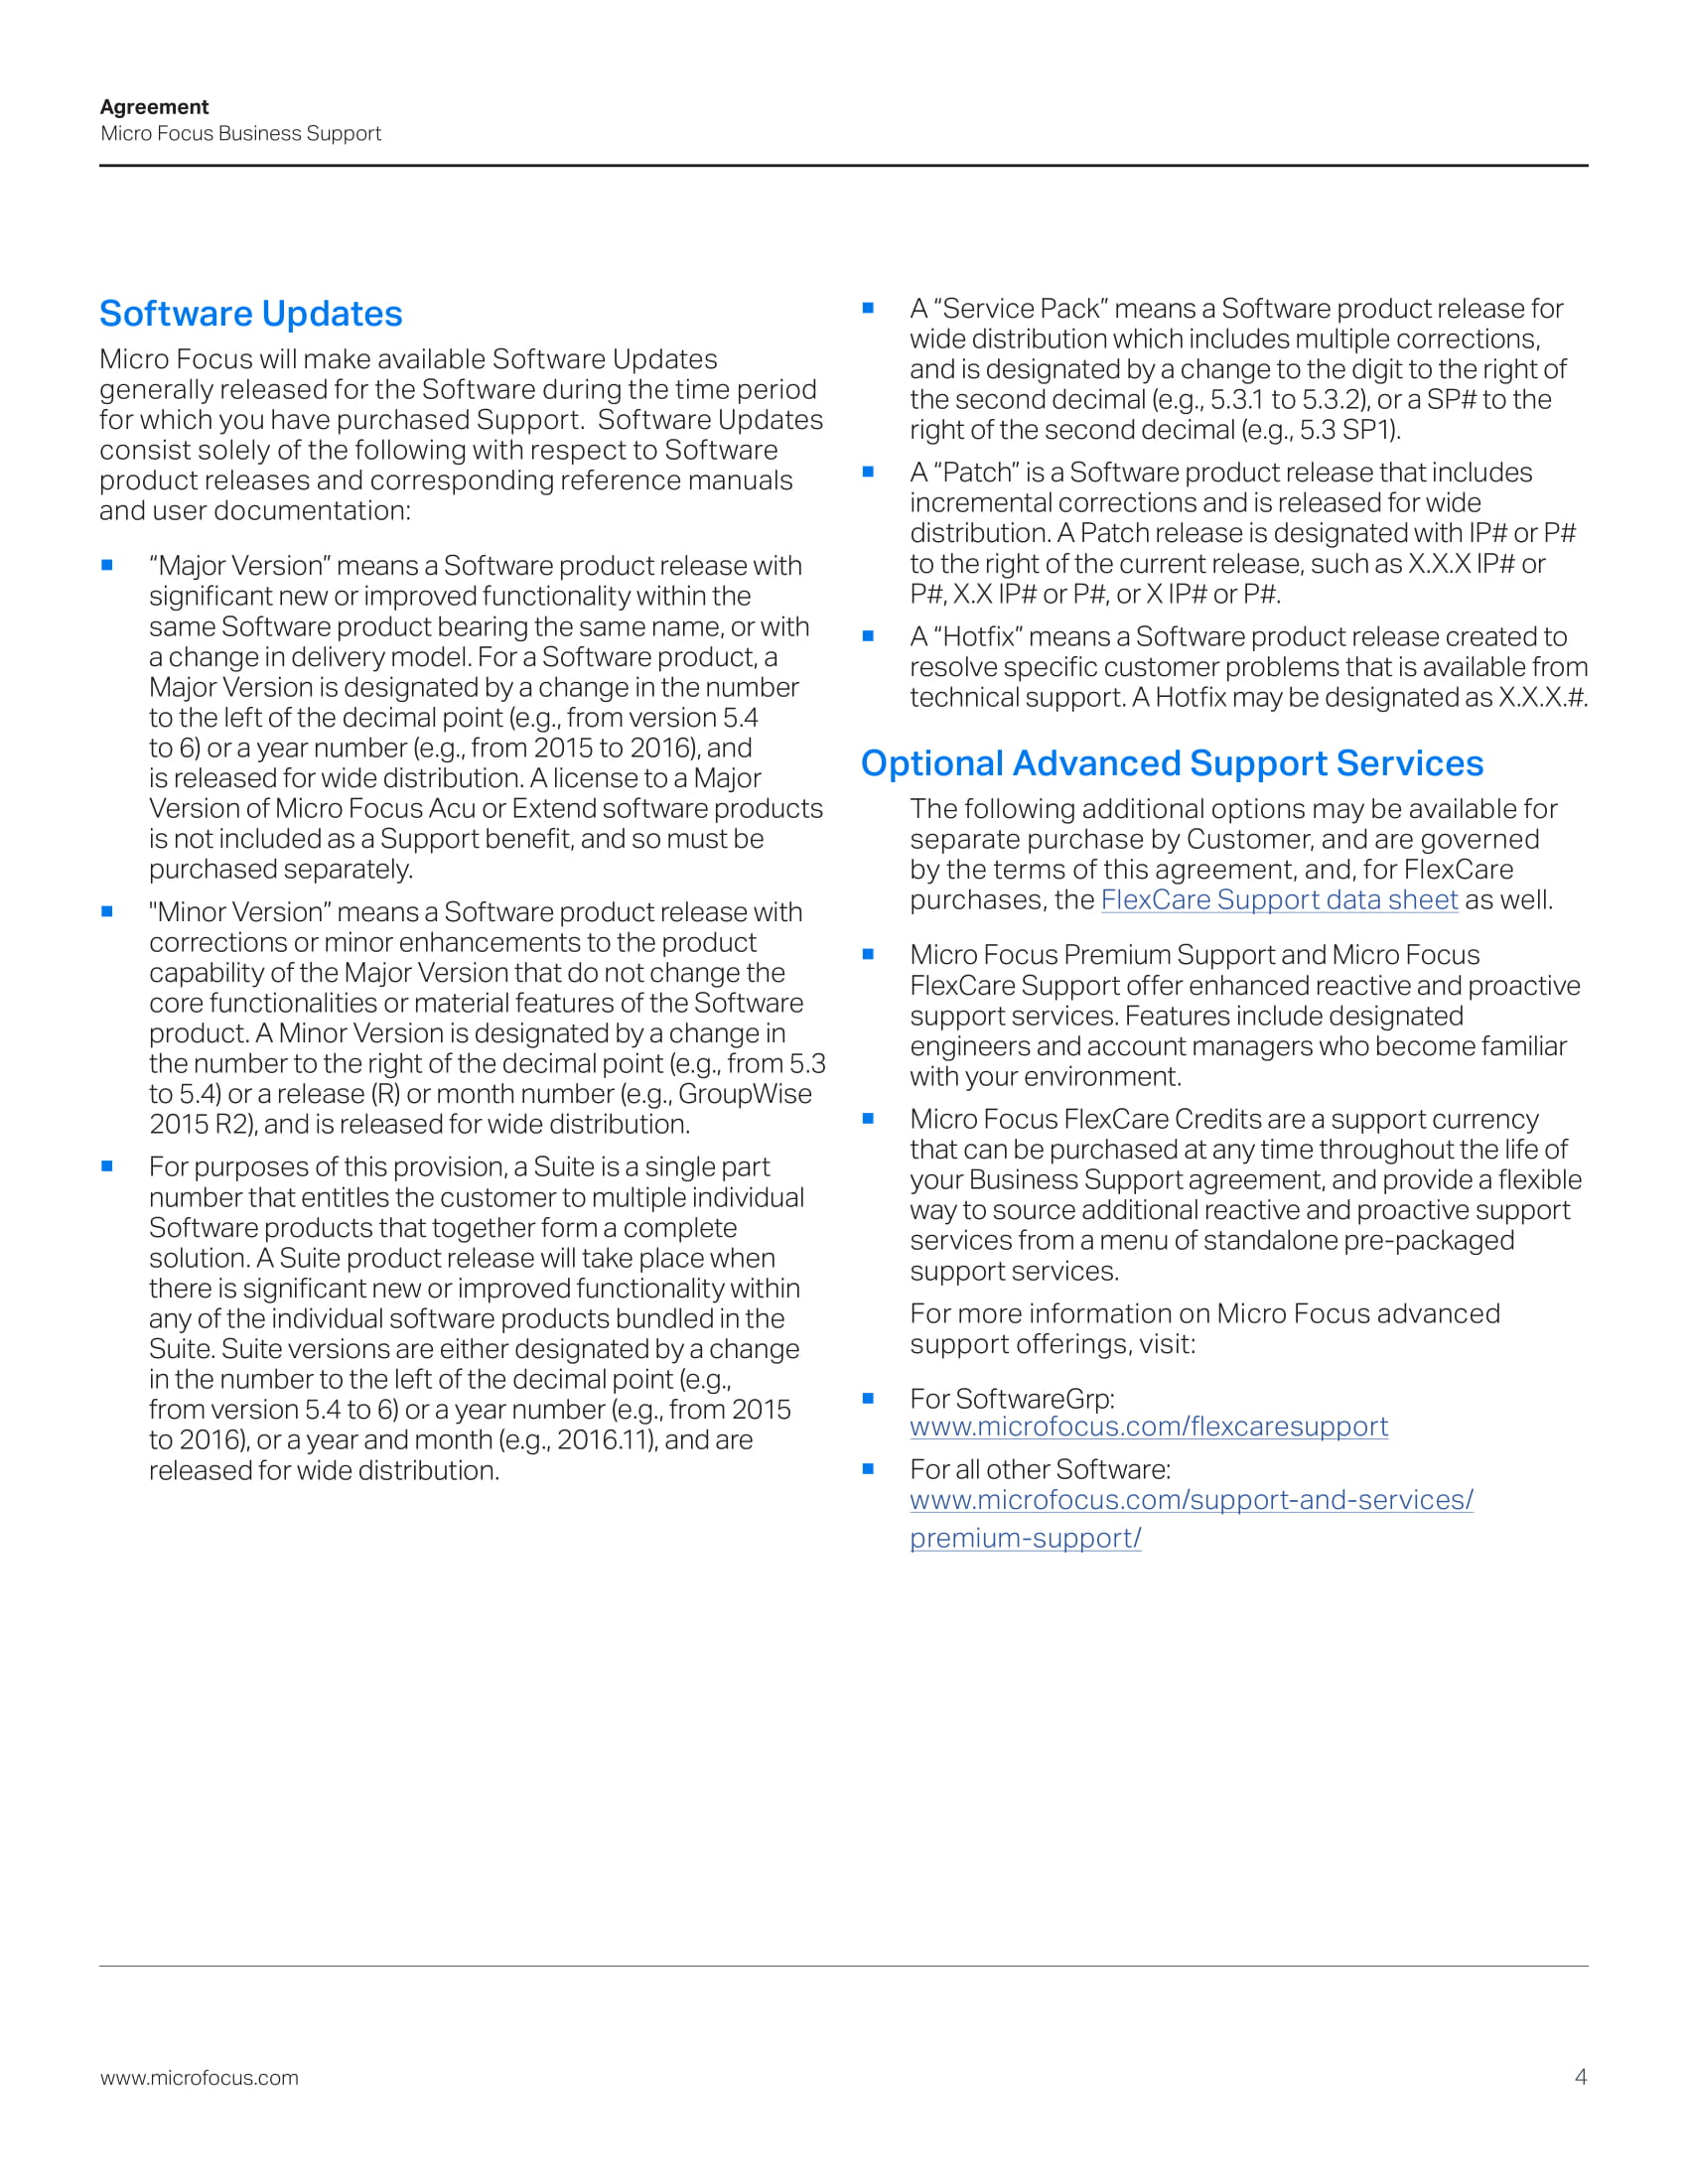 Agreement
Micro Focus Business Support
Software Updates
Micro Focus will make available Software Updates
generally released for the Software during the time period
for which you have purchased Support.  Software Updates
consist solely of the following with respect to Software
product releases and corresponding reference manuals
and user documentation:
■ “Major Version” means a Software product release with
significant new or improved functionality within the
same Software product bearing the same name, or with
a change in delivery model. For a Software product, a
Major Version is designated by a change in the number
to the left of the decimal point (e.g., from version 5.4
to 6) or a year number (e.g., from 2015 to 2016), and
is released for wide distribution. A license to a Major
Version of Micro Focus Acu or Extend software products
is not included as a Support benefit, and so must be
purchased separately.
■ "Minor Version” means a Software product release with
corrections or minor enhancements to the product
capability of the Major Version that do not change the
core functionalities or material features of the Software
product. A Minor Version is designated by a change in
the number to the right of the decimal point (e.g., from 5.3
to 5.4) or a release (R) or month number (e.g., GroupWise
2015 R2), and is released for wide distribution.
■ For purposes of this provision, a Suite is a single part
number that entitles the customer to multiple individual
Software products that together form a complete
solution. A Suite product release will take place when
there is significant new or improved functionality within
any of the individual software products bundled in the
Suite. Suite versions are either designated by a change
in the number to the left of the decimal point (e.g.,
from version 5.4 to 6) or a year number (e.g., from 2015
to 2016), or a year and month (e.g., 2016.11), and are
released for wide distribution.
■ A “Service Pack” means a Software product release for
wide distribution which includes multiple corrections,
and is designated by a change to the digit to the right of
the second decimal (e.g., 5.3.1 to 5.3.2), or a SP# to the
right of the second decimal (e.g., 5.3 SP1).
■ A “Patch” is a Software product release that includes
incremental corrections and is released for wide
distribution. A Patch release is designated with IP# or P#
to the right of the current release, such as X.X.X IP# or
P#, X.X IP# or P#, or X IP# or P#.
■ A “Hotfix” means a Software product release created to
resolve specific customer problems that is available from
technical support. A Hotfix may be designated as X.X.X.#.
Optional Advanced Support Services
The following additional options may be available for
separate purchase by Customer, and are governed
by the terms of this agreement, and, for FlexCare
purchases, the FlexCare Support data sheet as well.
■ Micro Focus Premium Support and Micro Focus
FlexCare Support offer enhanced reactive and proactive
support services. Features include designated
engineers and account managers who become familiar
with your environment.
■ Micro Focus FlexCare Credits are a support currency
that can be purchased at any time throughout the life of
your Business Support agreement, and provide a flexible
way to source additional reactive and proactive support
services from a menu of standalone pre-packaged
support services.
For more information on Micro Focus advanced
support offerings, visit:
■ For SoftwareGrp:
www.microfocus.com/flexcaresupport
■ For all other Software:
www.microfocus.com/support-and-services/
premium-support/
www.microfocus.com
4